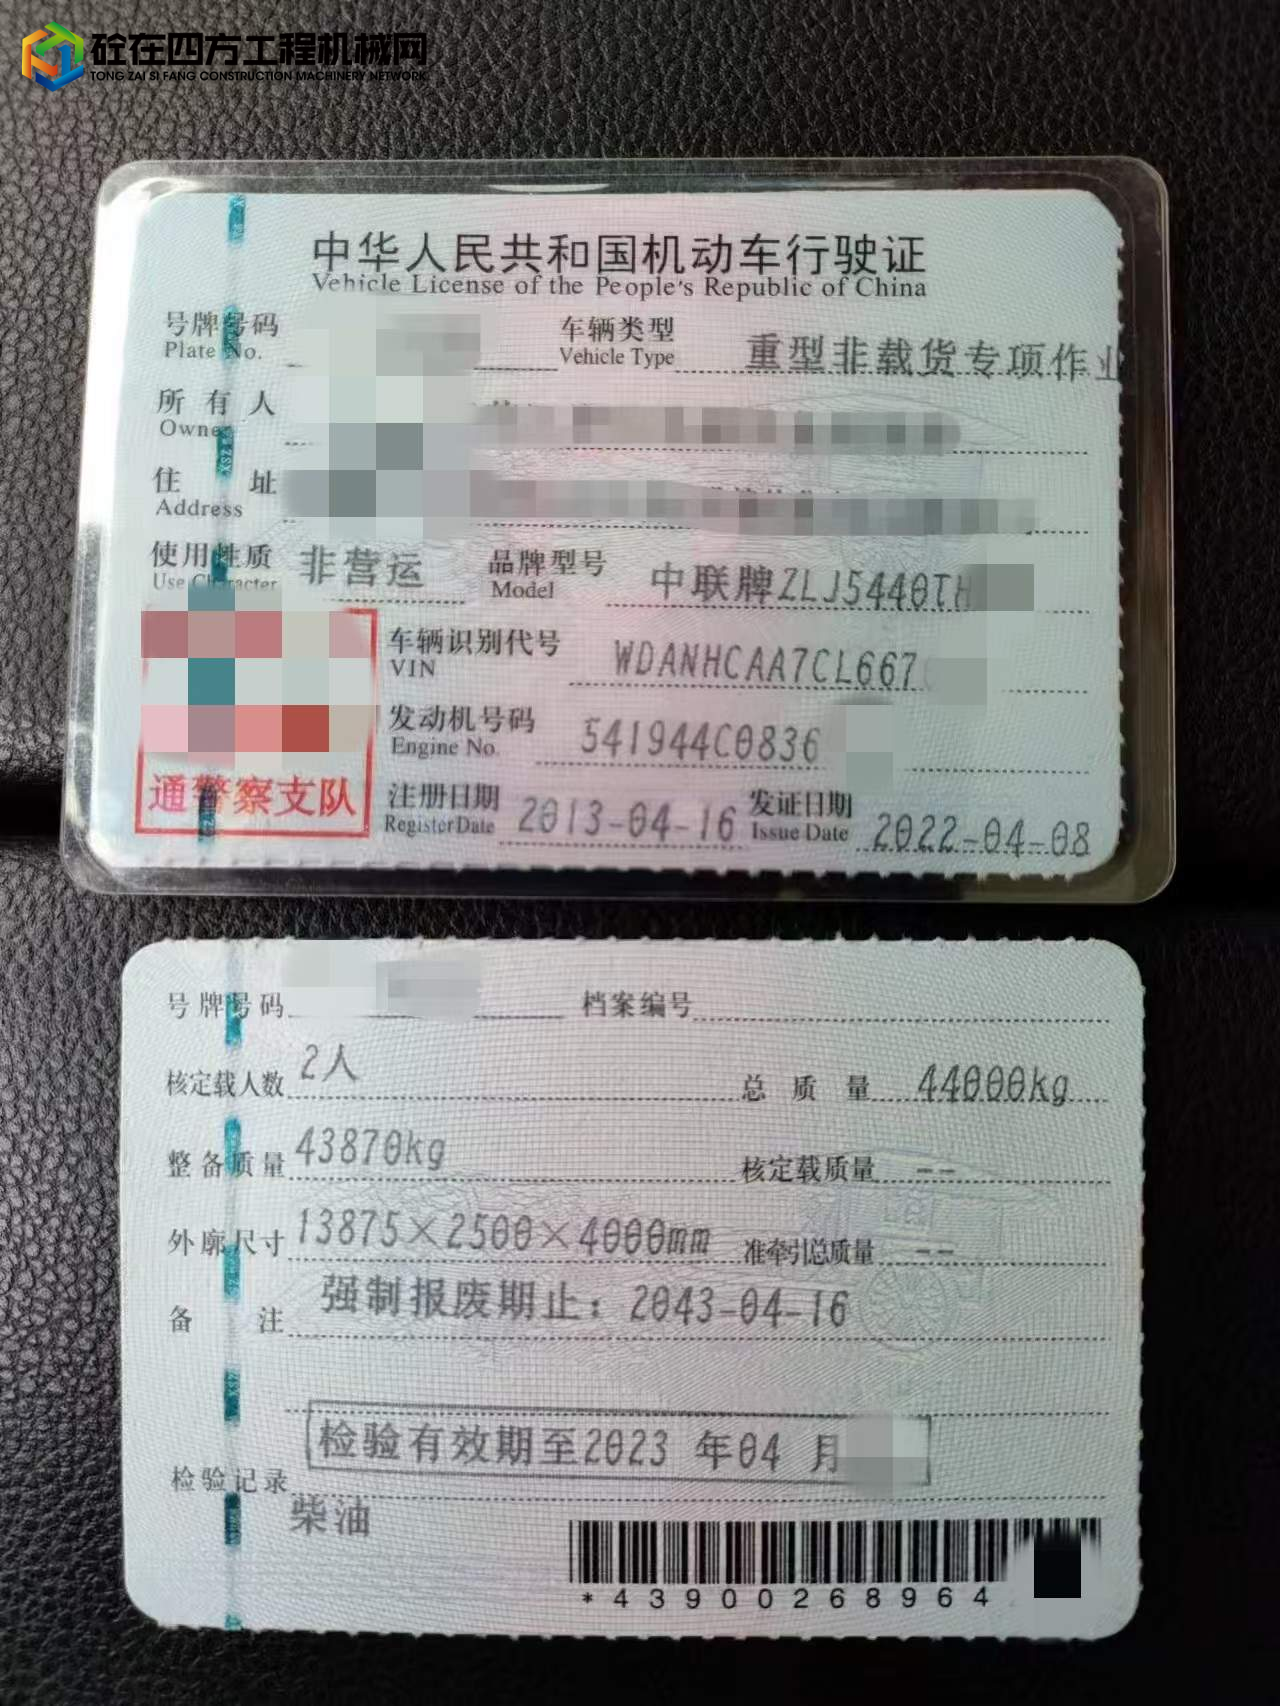 砼在四方工程机械网
TONG ZAI SI FANG CONSTRUCTION MACHINERY NETWORK
中华人民共和国机动车行驶证
Vehicle License of the People's Republic of China
号牌号码 车辆类型 重型非载货专项作业
Plate No. Vehicle Type
所有人
Owner
住址
Address
使用性质 非营运 品牌型号 中联牌ZLJ5440TH
Use Character Model
车辆识别代号 WDANHCAA7CL667
VIN
发动机号码 541944C0836
Engine No.
通警察支队
注册日期 2013-04-16 发证日期 2022-04-08
Register Date Issue Date
号牌号码 档案编号
核定载人数 2人 总质量 44000kg
整备质量 43870kg 核定载质量 --
外廓尺寸 13875×2500×4000mm 准牵引总质量 --
备注 强制报废期止：2043-04-16
检验记录 检验有效期至2023 年04 月
柴油
*43900268964